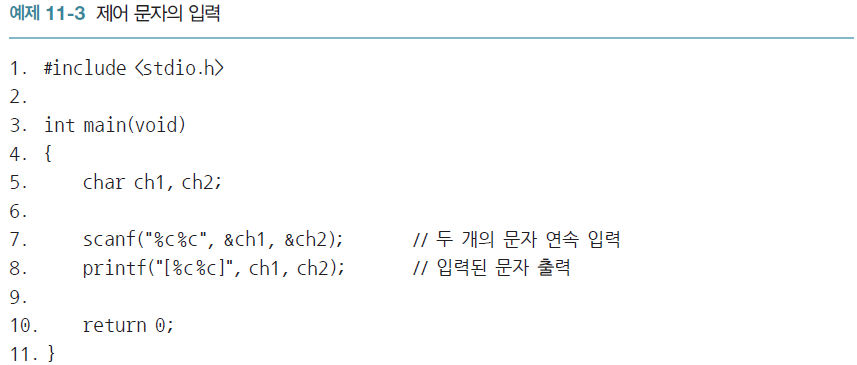 예제 11-3 제어 문자의 입력
1. #include <stdio.h>
2.
3. int main(void)
4. {
5. char ch1, ch2;
6.
7. scanf("%c%c", &ch1, &ch2); // 두 개의 문자 연속 입력
8. printf("[%c%c]", ch1, ch2); // 입력된 문자 출력
9.
10. return 0;
11. }